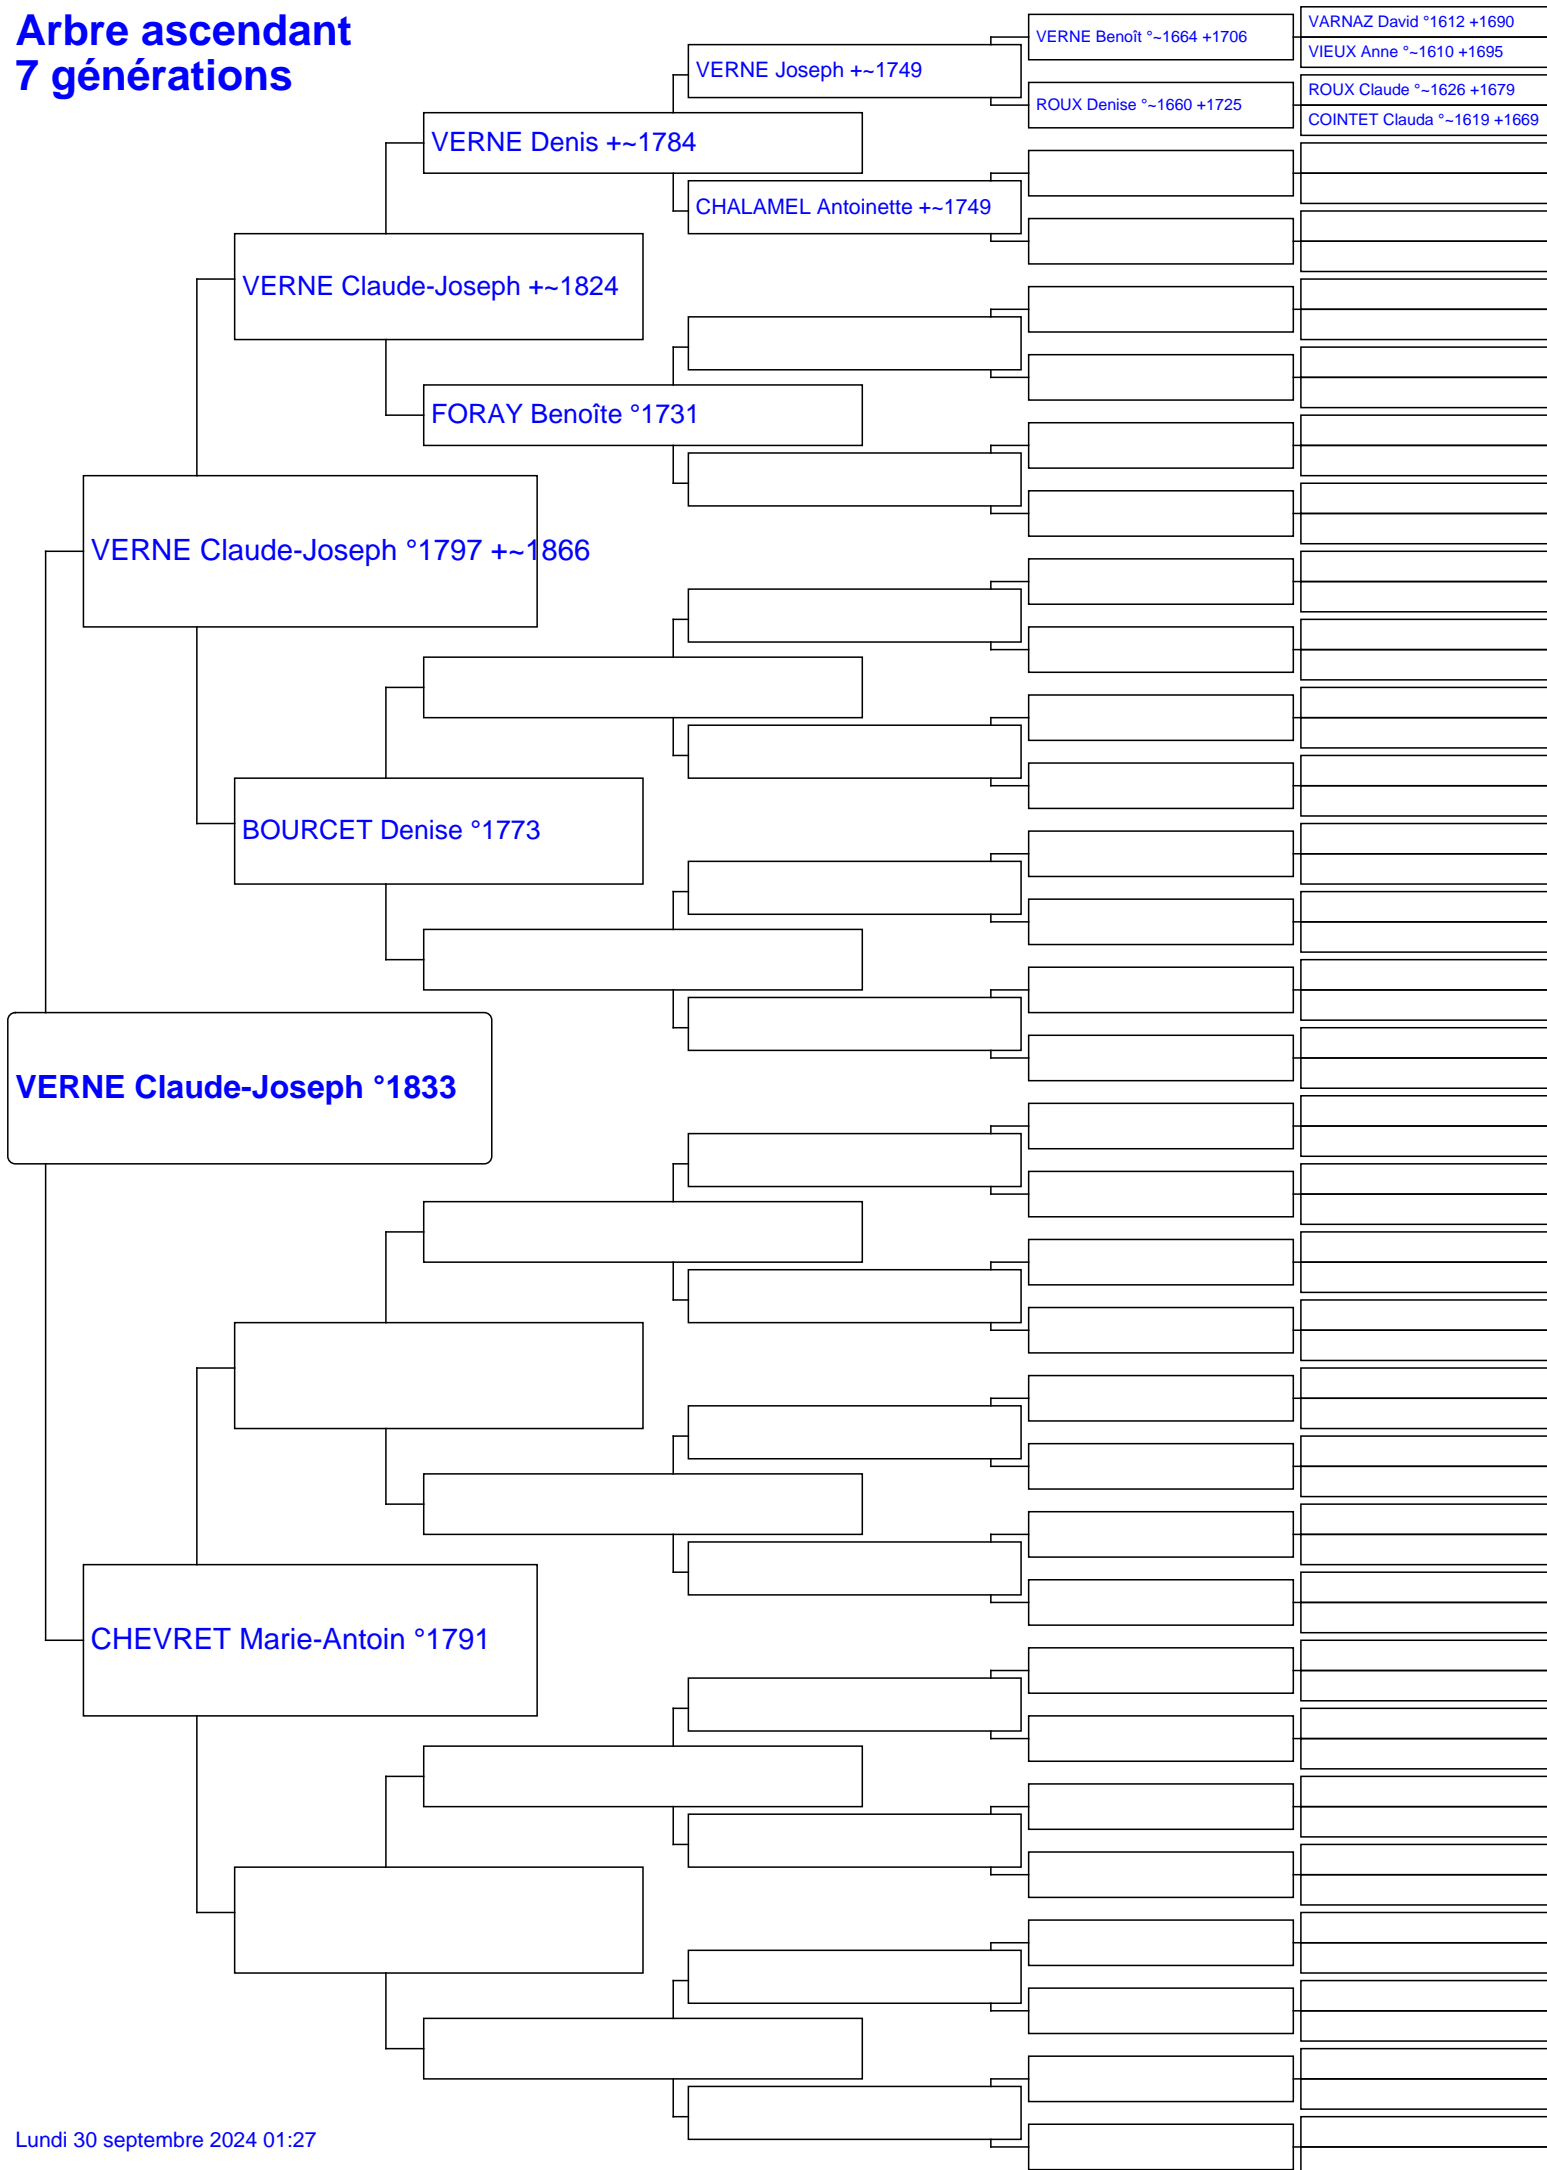 Arbre ascendant
7 générations
VARNAZ David °1612 +1690
VERNE Benoît °~1664 +1706
VIEUX Anne °~1610 +1695
VERNE Joseph +~1749
ROUX Claude °~1626 +1679
ROUX Denise °~1660 +1725
COINTET Clauda °~1619 +1669
VERNE Denis +~1784
CHALAMEL Antoinette +~1749
VERNE Claude-Joseph +~1824
FORAY Benoîte °1731
VERNE Claude-Joseph °1797 +~1866
BOURCET Denise °1773
VERNE Claude-Joseph °1833
CHEVRET Marie-Antoin °1791
Lundi 30 septembre 2024 01:27